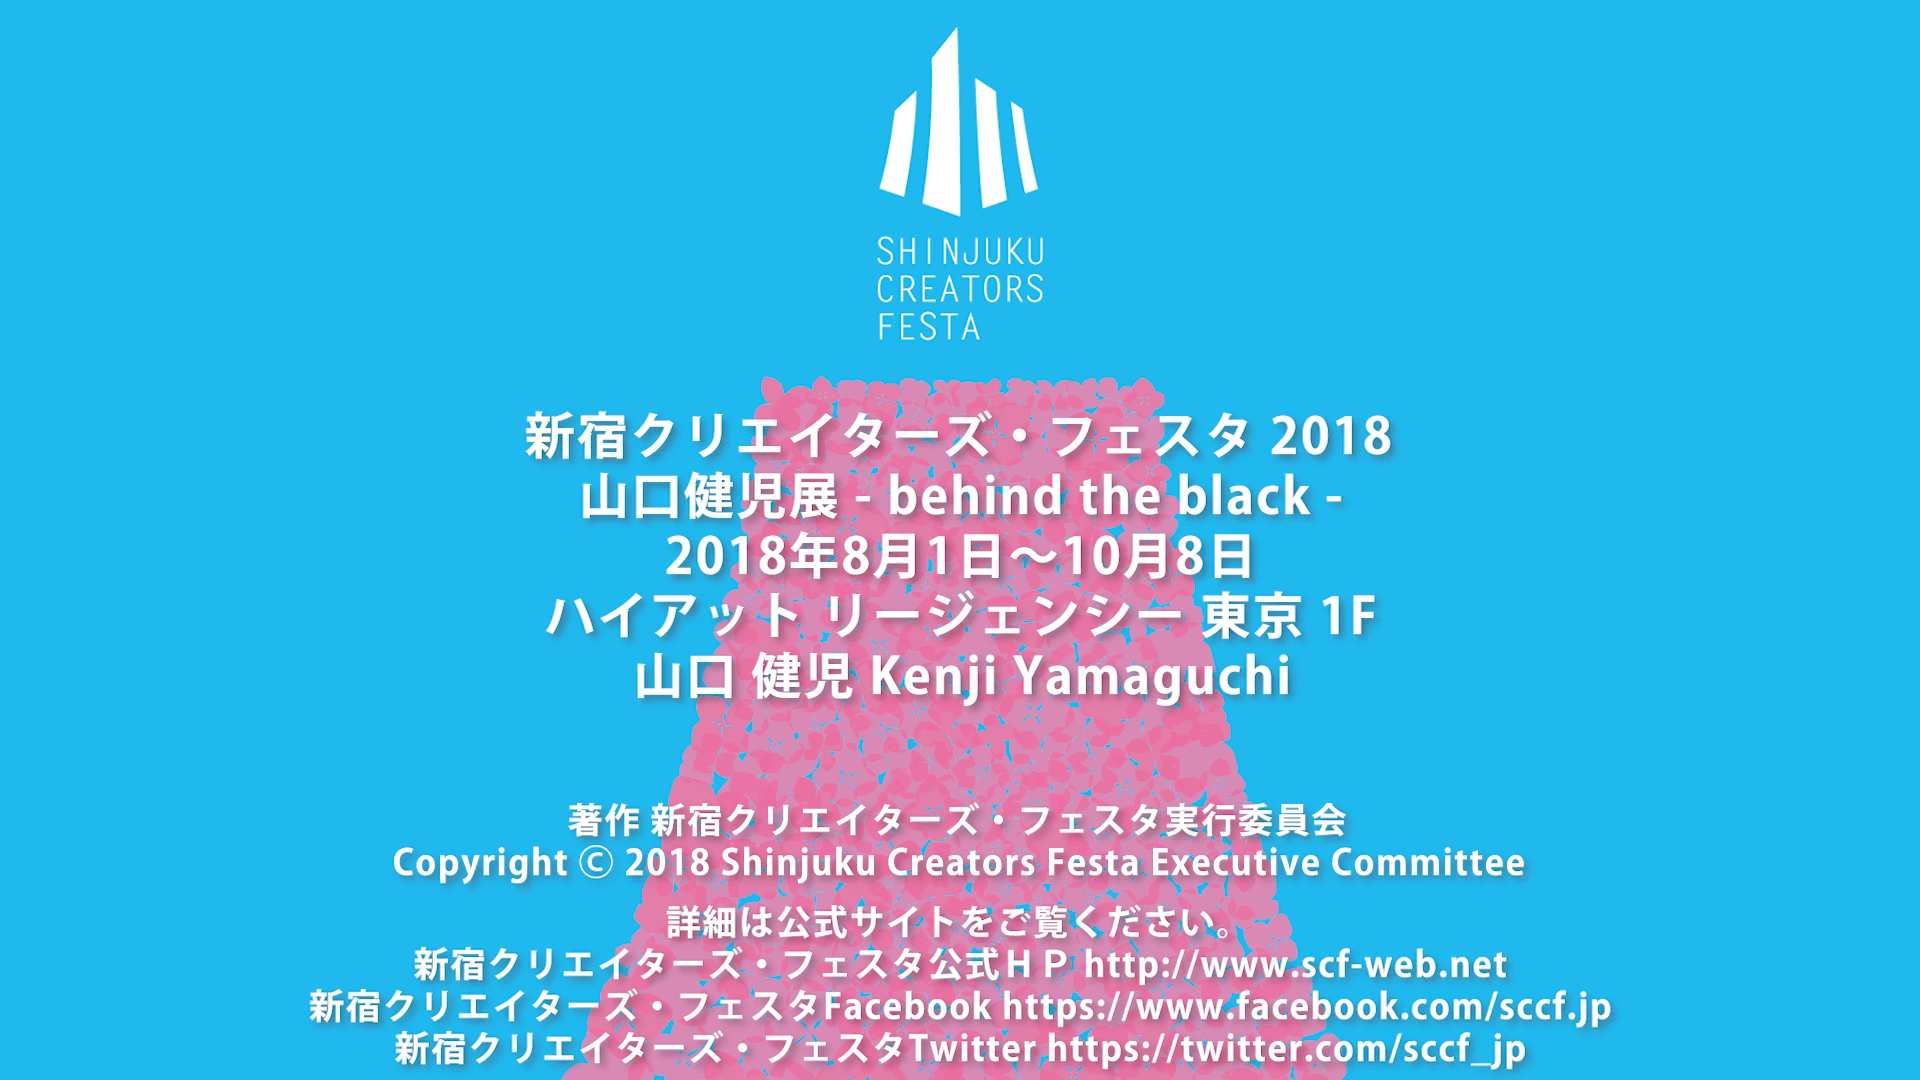 SHINJUKU
CREATORS
FESTA
新宿クリエイターズ・フェスタ 2018
山口健児展 - behind the black -
2018年8月1日～10月8日
ハイアット リージェンシー 東京 1F
山口 健児 Kenji Yamaguchi
著作 新宿クリエイターズ・フェスタ実行委員会
Copyright Ⓒ 2018 Shinjuku Creators Festa Executive Committee
詳細は公式サイトをご覧ください。
新宿クリエイターズ・フェスタ公式ＨＰ http://www.scf-web.net
新宿クリエイターズ・フェスタFacebook https://www.facebook.com/sccf.jp
新宿クリエイターズ・フェスタTwitter https://twitter.com/sccf_jp